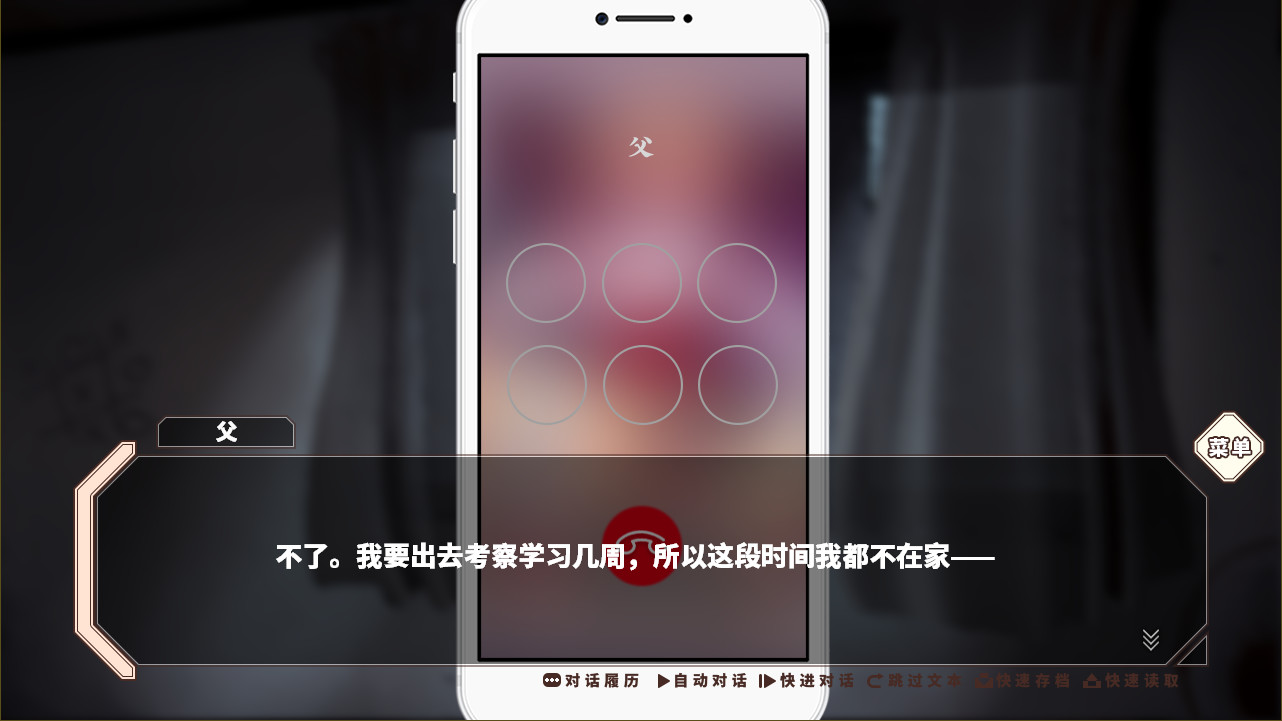 父
父
菜单
不了。我要出去考察学习几周，所以这段时间我都不在家——
对话履历 自动对话 快进对话 跳过文本 快速存档 快速读取